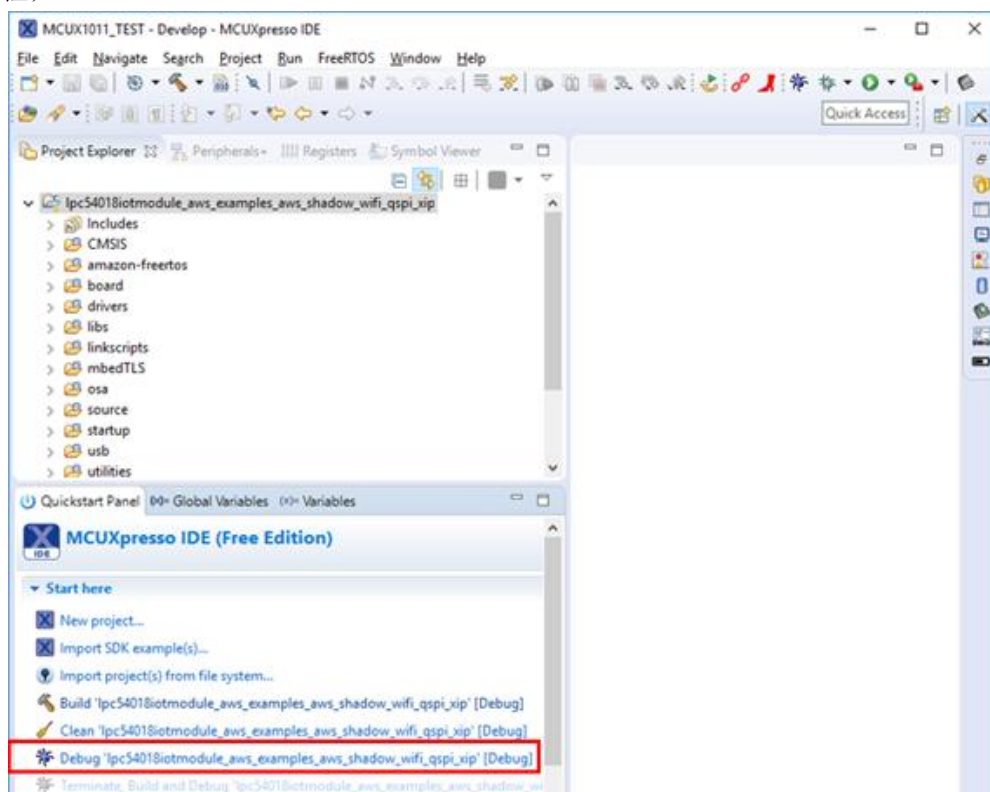 MCUX1011_TEST - Develop - MCUXpresso IDE
File Edit Navigate Search Project Run FreeRTOS Window Help
Quick Access
Project Explorer Peripherals+ Registers Symbol Viewer
lpc54018iotmodule_aws_examples_aws_shadow_wifi_qspi_xip
Includes
CMSIS
amazon-freertos
board
drivers
libs
linkscripts
mbedTLS
osa
source
startup
usb
utilities
Quickstart Panel Global Variables (x)= Variables
IDE
MCUXpresso IDE (Free Edition)
Start here
New project...
Import SDK example(s)...
Import project(s) from file system...
Build 'lpc54018iotmodule_aws_examples_aws_shadow_wifi_qspi_xip' [Debug]
Clean 'lpc54018iotmodule_aws_examples_aws_shadow_wifi_qspi_xip' [Debug]
Debug 'lpc54018iotmodule_aws_examples_aws_shadow_wifi_qspi_xip' [Debug]
Terminate, Build and Debug 'lpc54018iotmodule_aws_examples_aws_shadow_wi